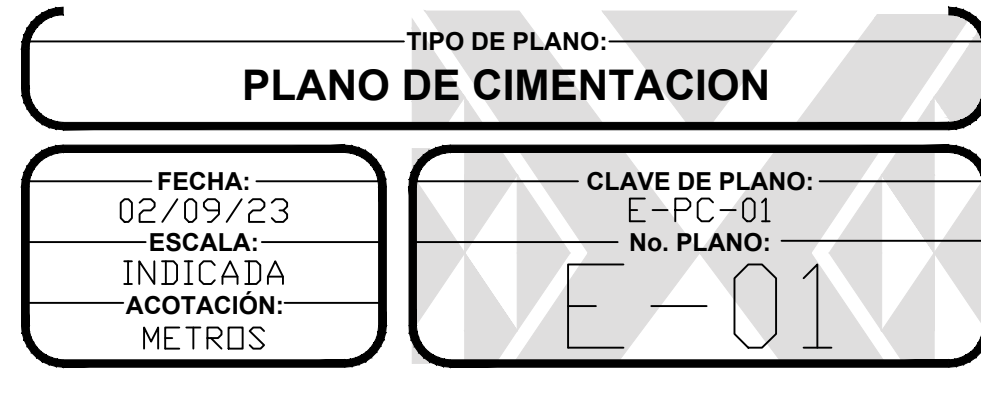 TIPO DE PLANO:
PLANO DE CIMENTACION
FECHA:
02/09/23
ESCALA:
INDICADA
ACOTACIÓN:
METROS
CLAVE DE PLANO:
E-PC-01
No. PLANO:
E-01